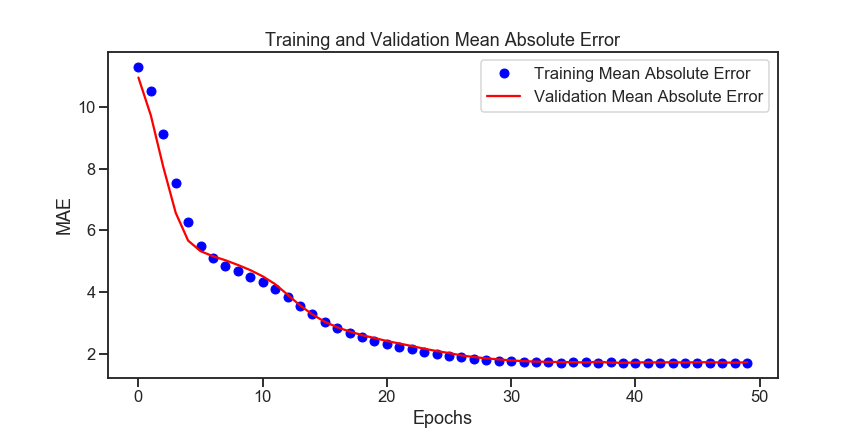 Training and Validation Mean Absolute Error
Training Mean Absolute Error
Validation Mean Absolute Error
10
8
6
4
2
MAE
0 10 20 30 40 50
Epochs